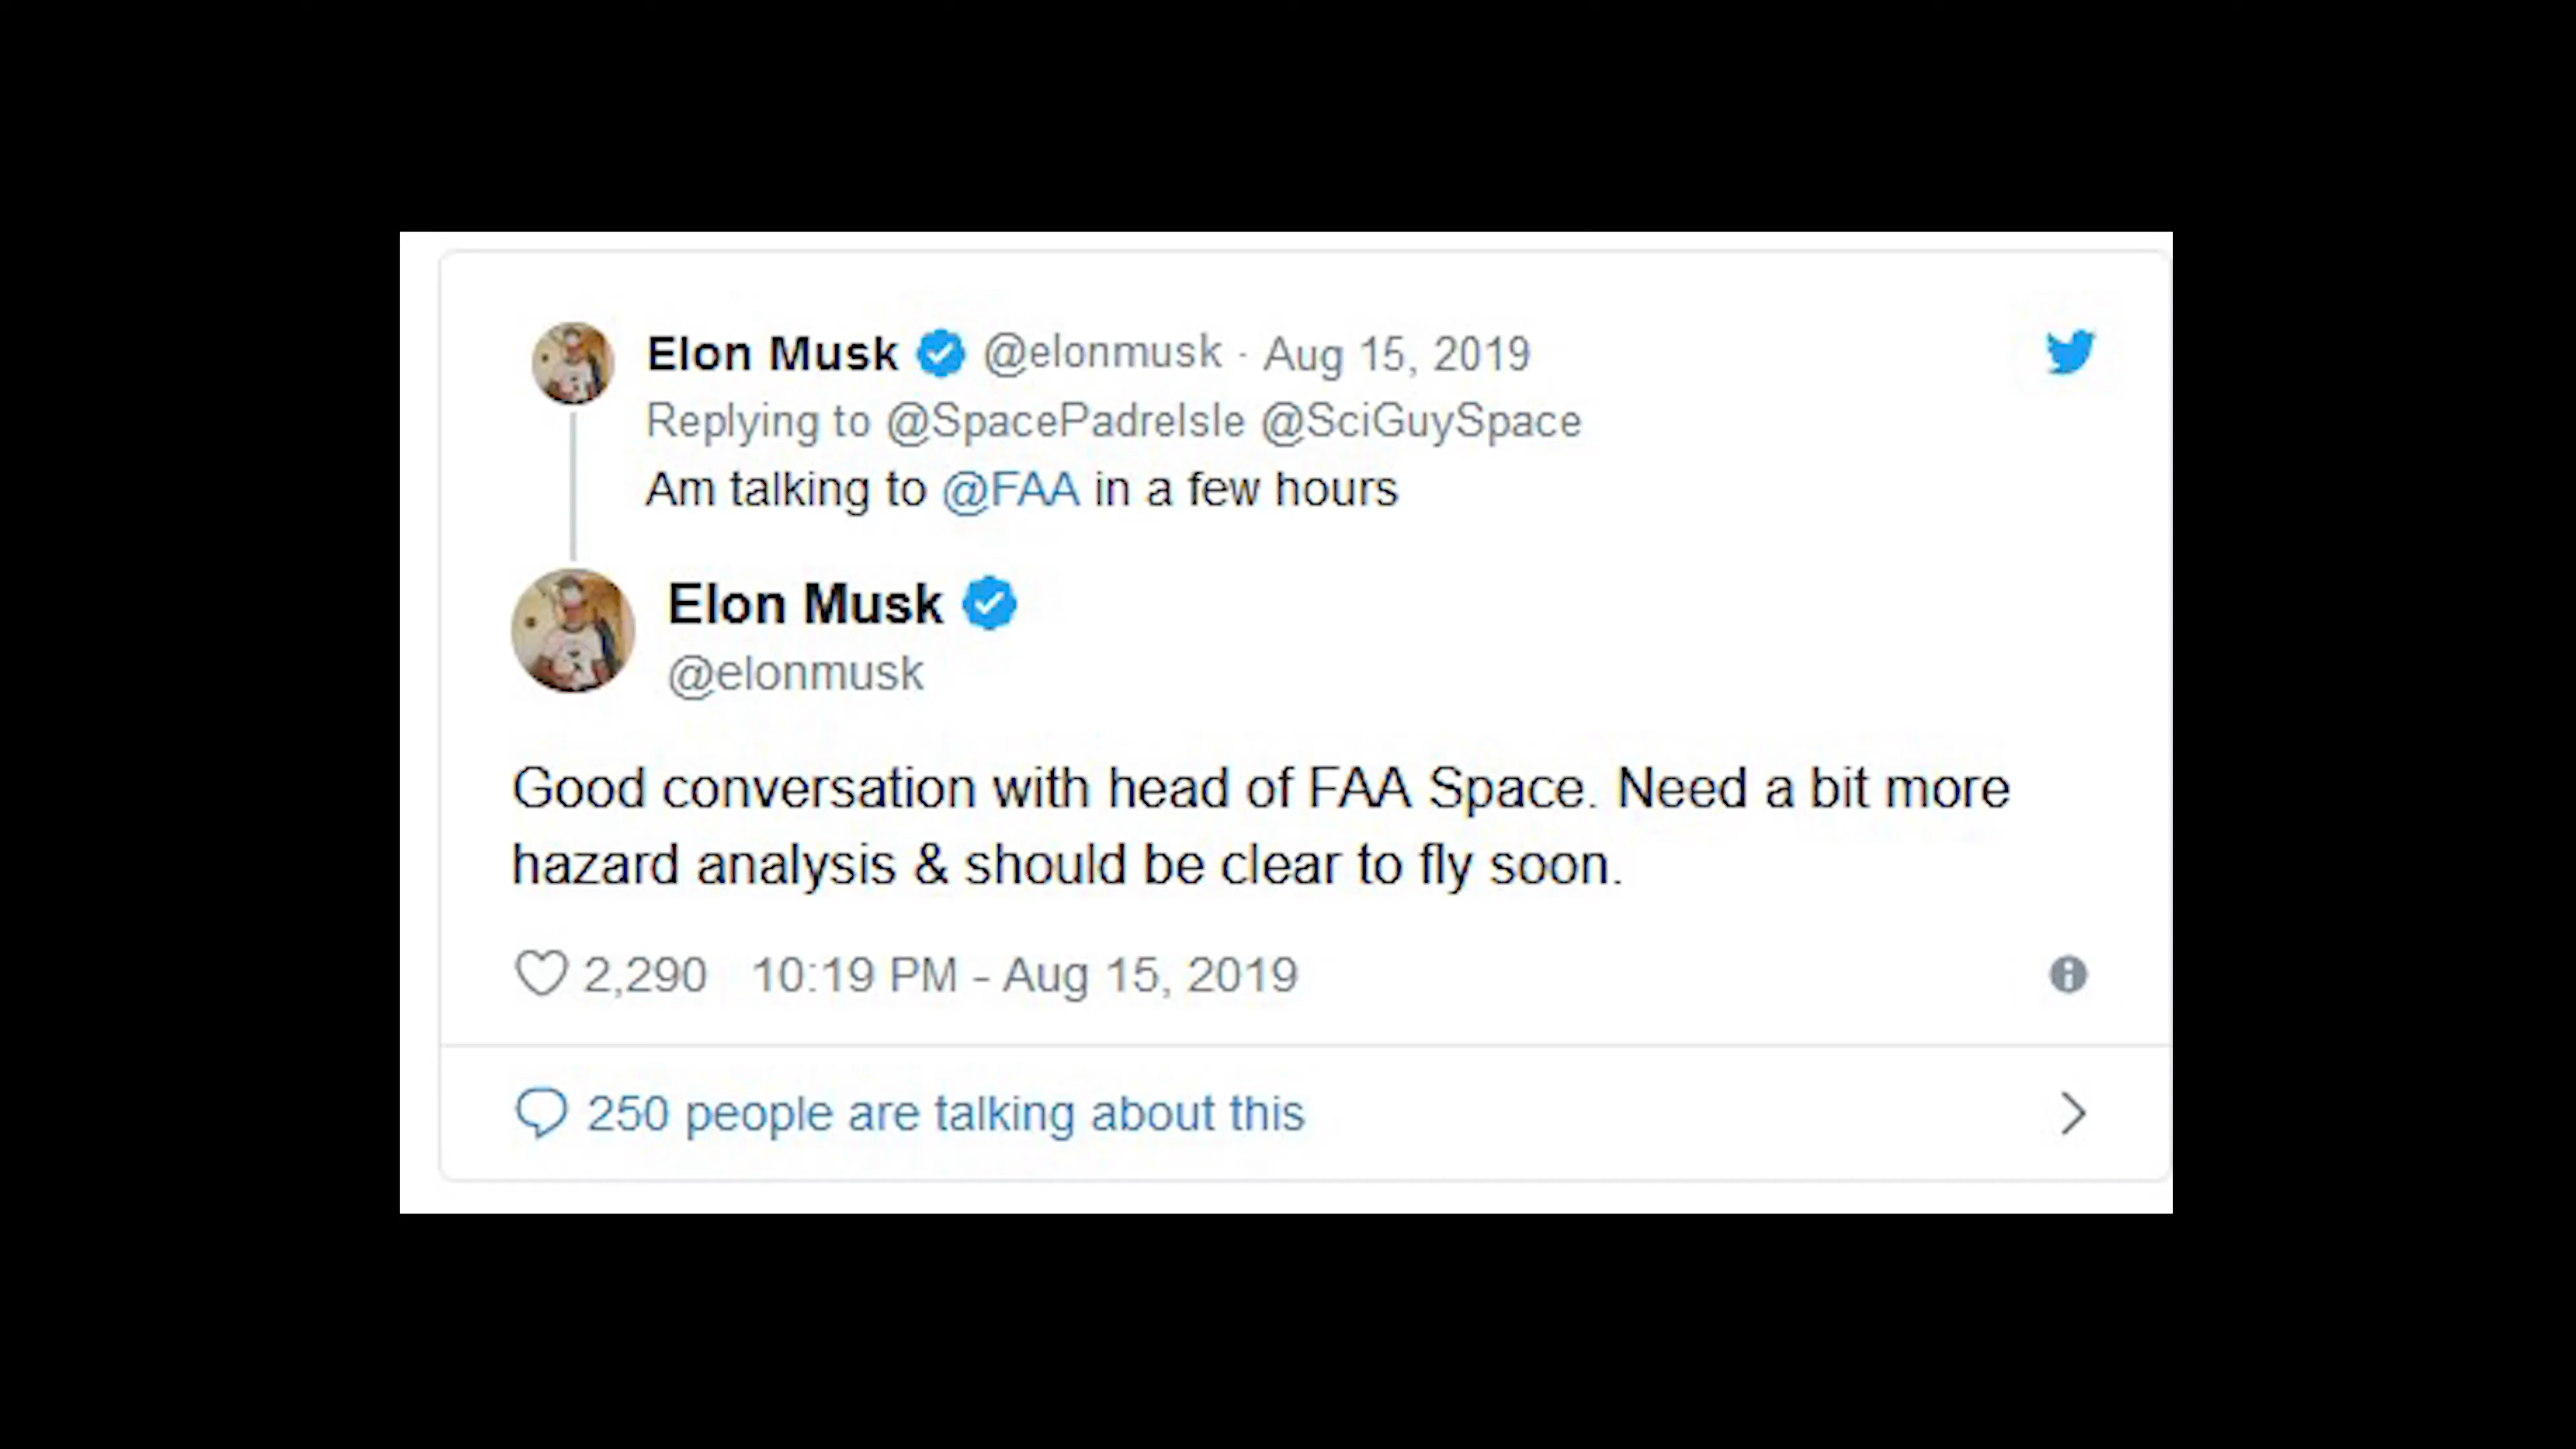 Elon Musk @elonmusk · Aug 15, 2019
Replying to @SpacePadreIsle @SciGuySpace
Am talking to @FAA in a few hours
Elon Musk
@elonmusk
Good conversation with head of FAA Space. Need a bit more
hazard analysis & should be clear to fly soon.
2,290 10:19 PM - Aug 15, 2019
250 people are talking about this